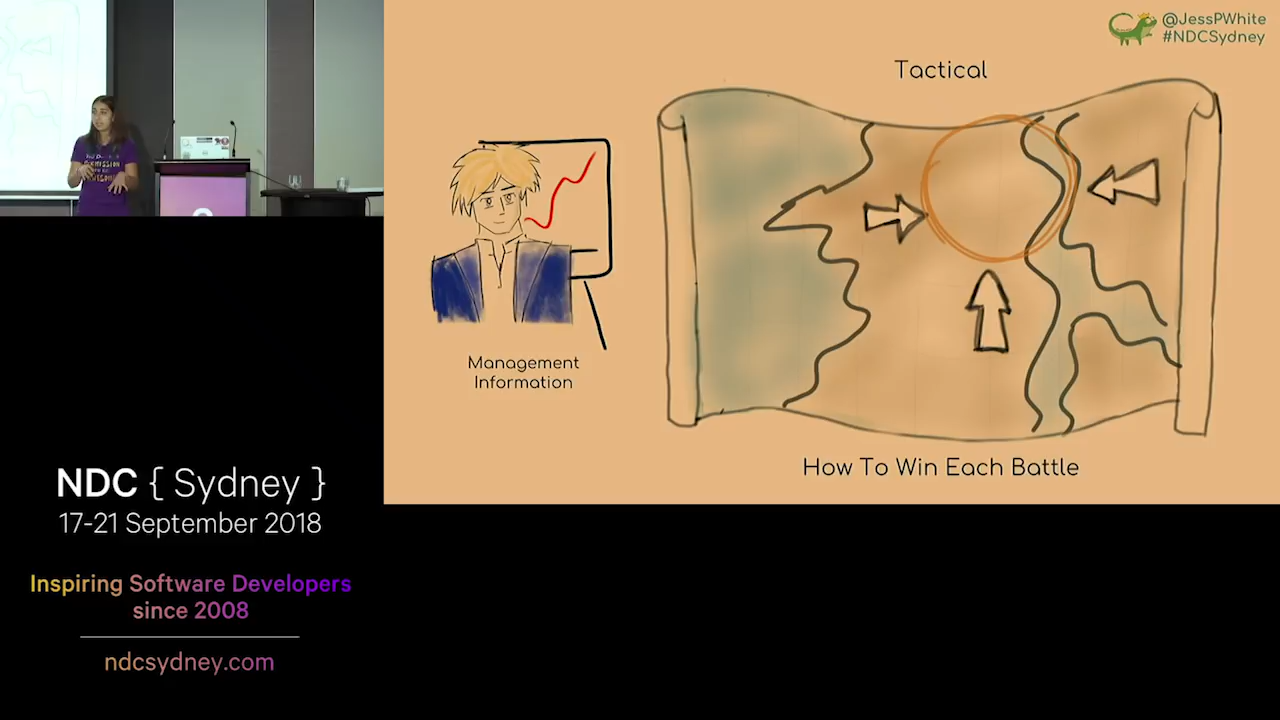 @JessPWhite
#NDCSydney
Tactical
Management
Information
How To Win Each Battle
NDC { Sydney }
17-21 September 2018
Inspiring Software Developers
since 2008
ndcsydney.com